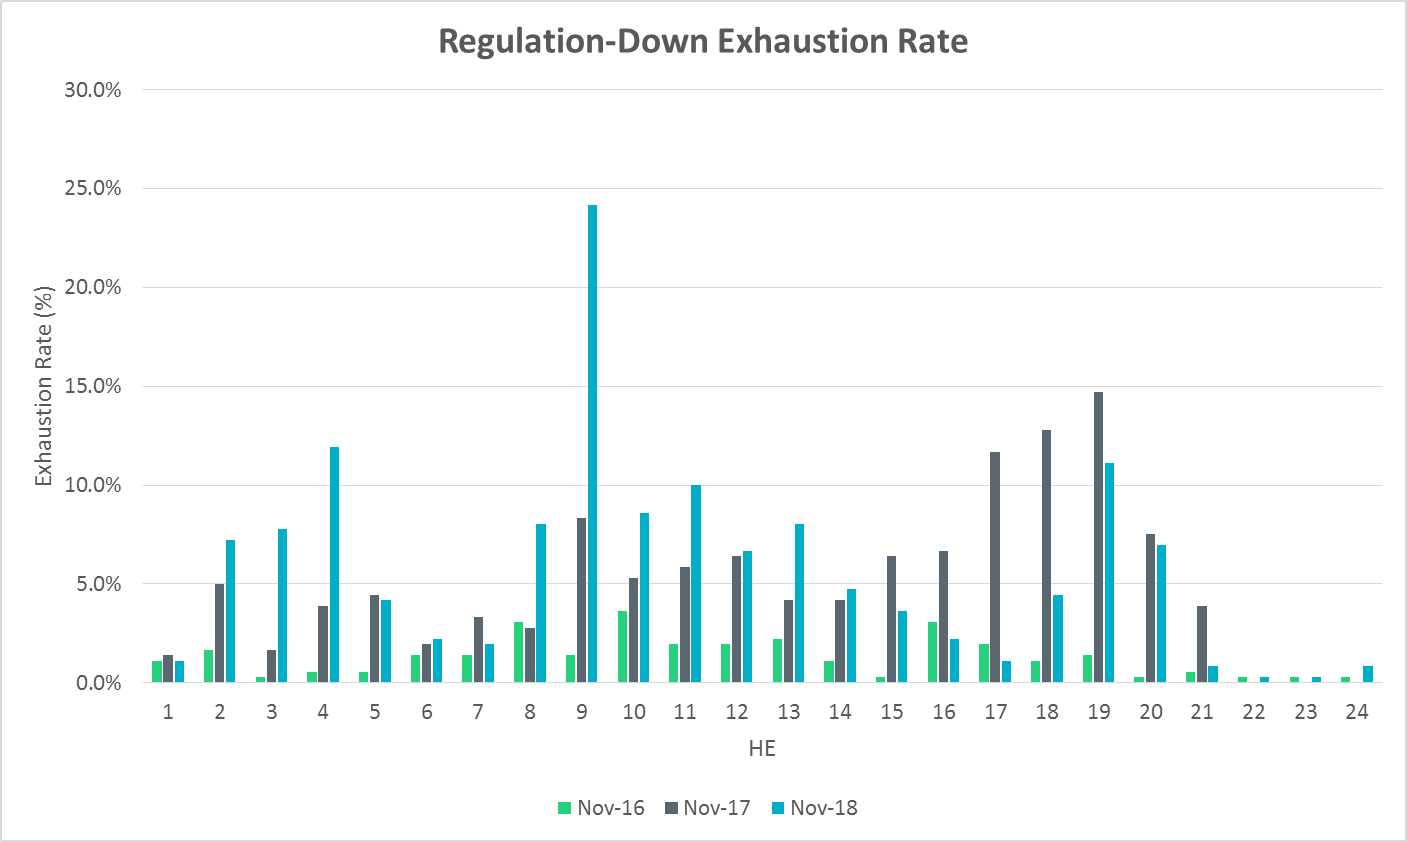 Regulation-Down Exhaustion Rate
30.0%
25.0%
20.0%
15.0%
10.0%
5.0%
0.0%
Exhaustion Rate (%)
1 2 3 4 5 6 7 8 9 10 11 12 13 14 15 16 17 18 19 20 21 22 23 24
HE
Nov-16 Nov-17 Nov-18